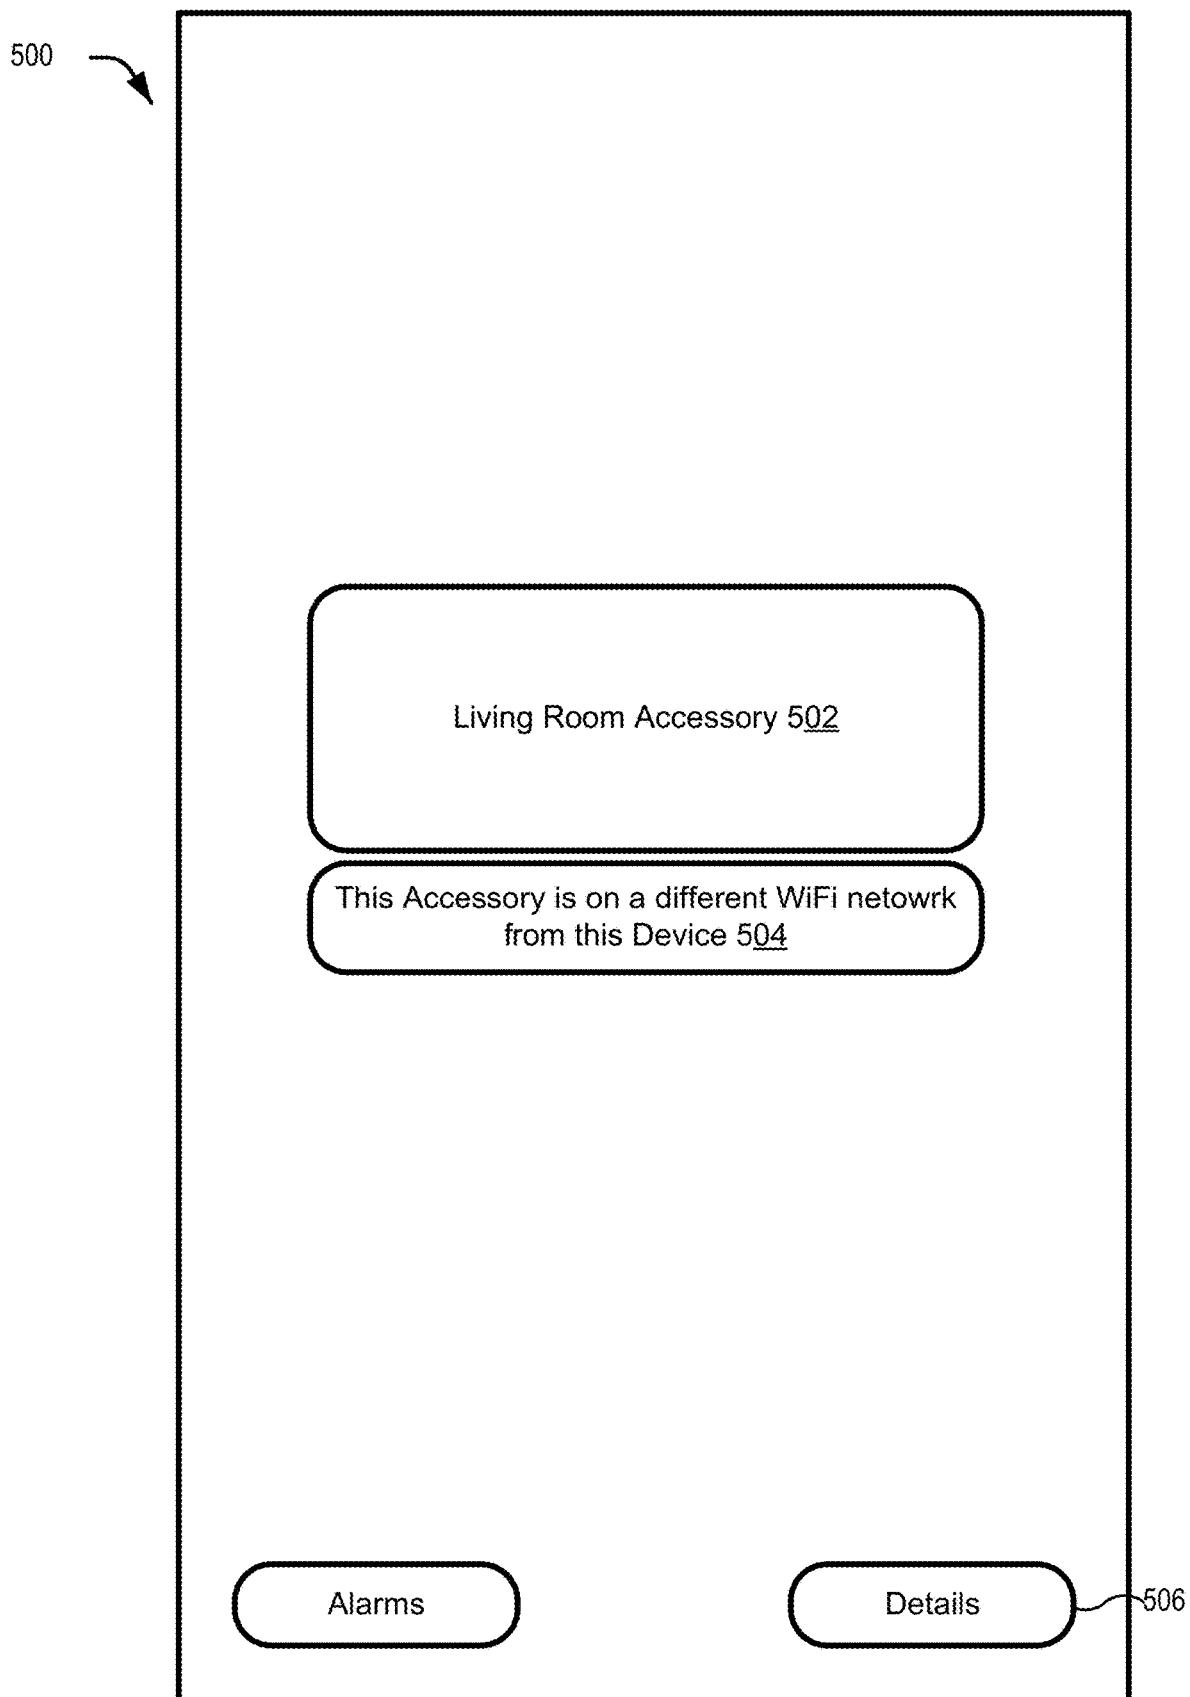 500
Living Room Accessory 502
This Accessory is on a different WiFi netowrk
from this Device 504
Alarms
Details
506